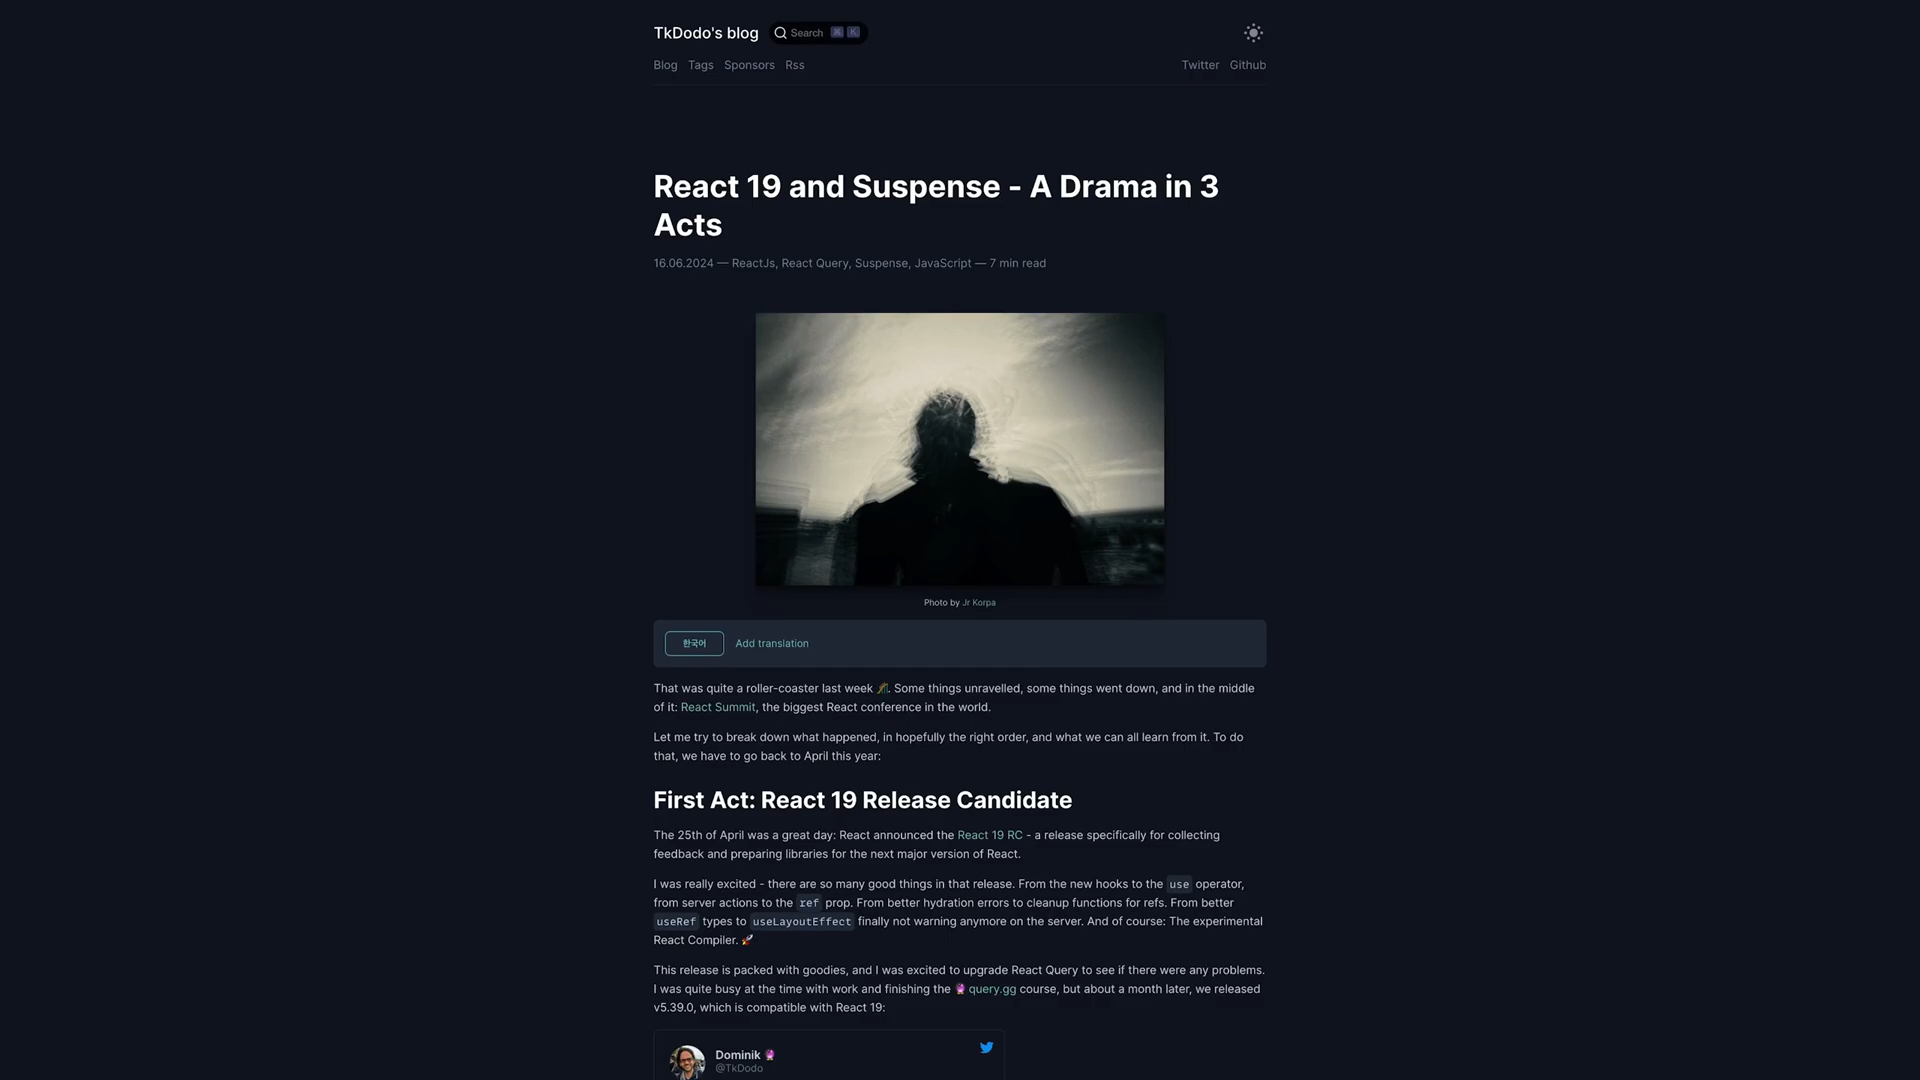 TkDodo's blog
Search ⌘ K
Blog Tags Sponsors Rss
Twitter Github
React 19 and Suspense - A Drama in 3
Acts
16.06.2024 — ReactJs, React Query, Suspense, JavaScript — 7 min read
Photo by Jr Korpa
한국어 Add translation
That was quite a roller-coaster last week 🎢. Some things unravelled, some things went down, and in the middle
of it: React Summit, the biggest React conference in the world.
Let me try to break down what happened, in hopefully the right order, and what we can all learn from it. To do
that, we have to go back to April this year:
First Act: React 19 Release Candidate
The 25th of April was a great day: React announced the React 19 RC - a release specifically for collecting
feedback and preparing libraries for the next major version of React.
I was really excited - there are so many good things in that release. From the new hooks to the use operator,
from server actions to the ref prop. From better hydration errors to cleanup functions for refs. From better
useRef types to useLayoutEffect finally not warning anymore on the server. And of course: The experimental
React Compiler. 🚀
This release is packed with goodies, and I was excited to upgrade React Query to see if there were any problems.
I was quite busy at the time with work and finishing the 🔮 query.gg course, but about a month later, we released
v5.39.0, which is compatible with React 19:
Dominik 🔮
@TkDodo